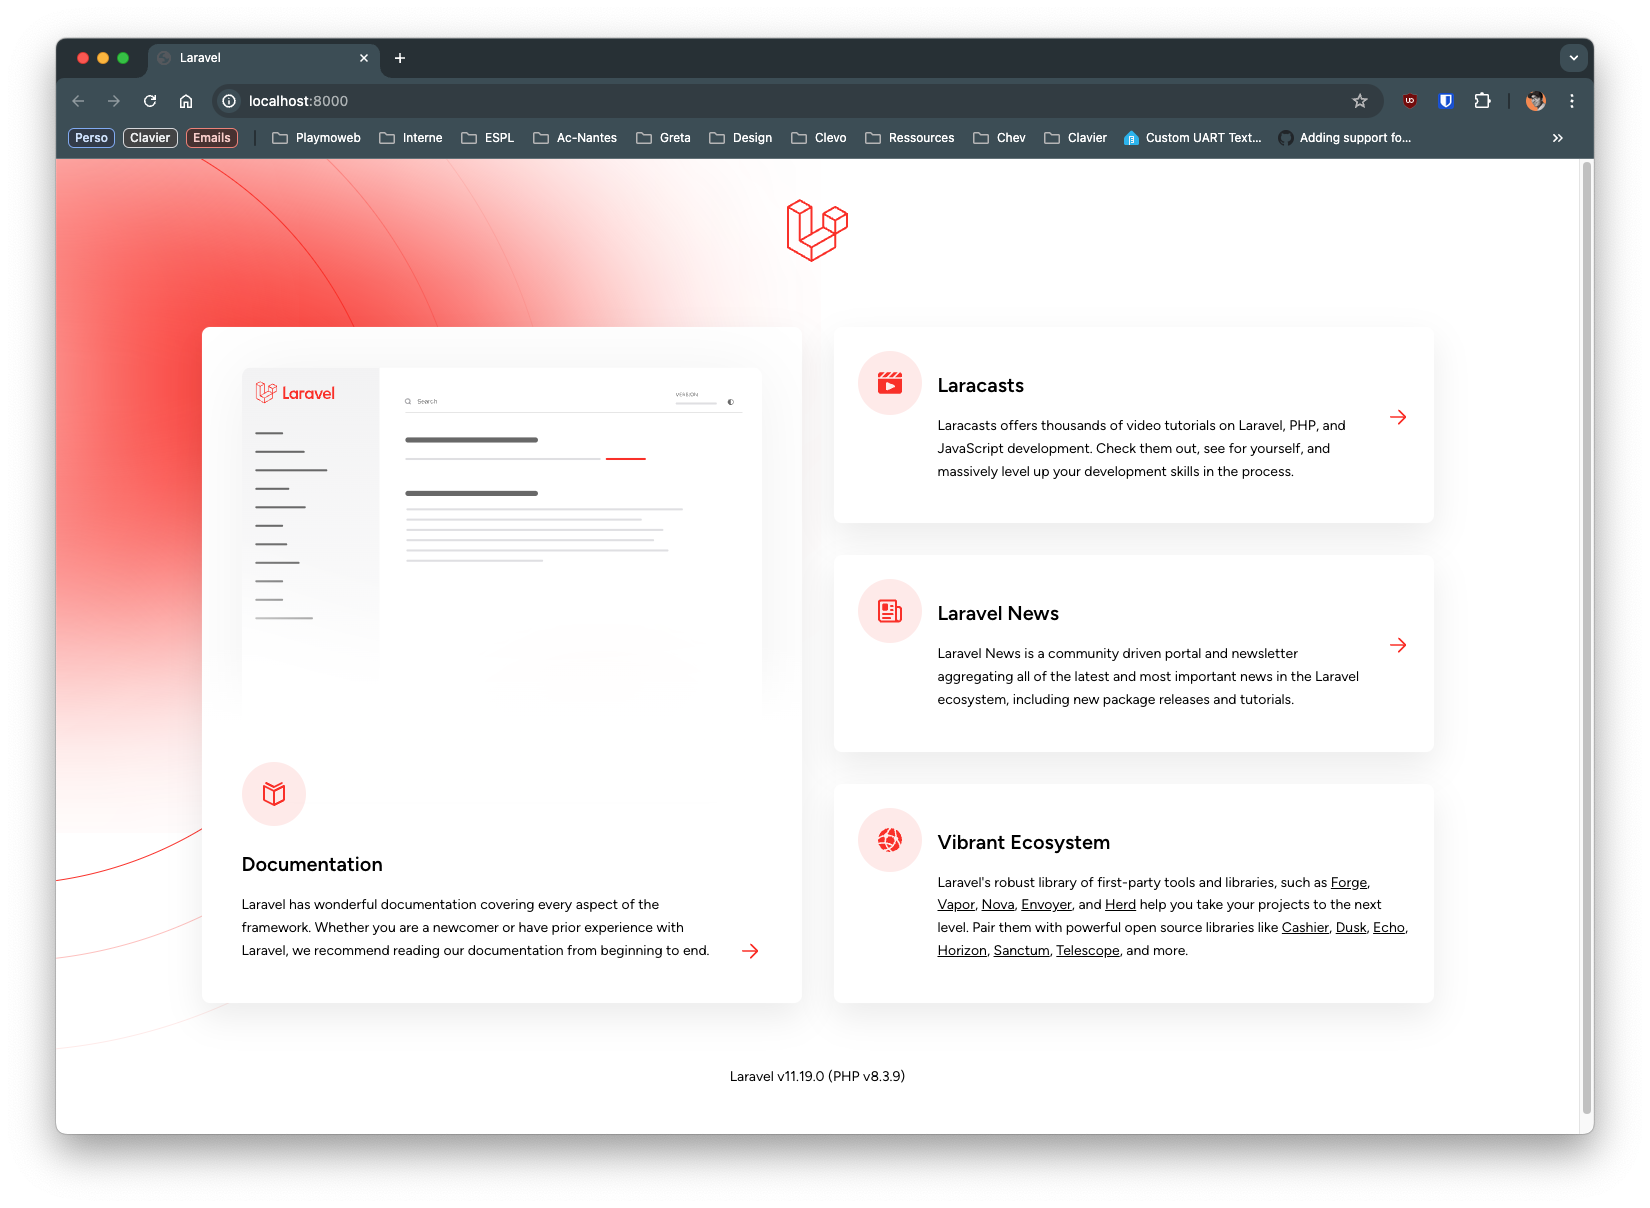 Laravel
localhost:8000
Perso Clavier Emails Playmoweb Interne ESPL Ac-Nantes Greta Design Clevo Ressources Chev Clavier Custom UART Text... Adding support fo...
Laravel
Search
VERSION
Documentation
Laravel has wonderful documentation covering every aspect of the
framework. Whether you are a newcomer or have prior experience with
Laravel, we recommend reading our documentation from beginning to end.
Laracasts
Laracasts offers thousands of video tutorials on Laravel, PHP, and
JavaScript development. Check them out, see for yourself, and
massively level up your development skills in the process.
Laravel News
Laravel News is a community driven portal and newsletter
aggregating all of the latest and most important news in the Laravel
ecosystem, including new package releases and tutorials.
Vibrant Ecosystem
Laravel's robust library of first-party tools and libraries, such as Forge,
Vapor, Nova, Envoyer, and Herd help you take your projects to the next
level. Pair them with powerful open source libraries like Cashier, Dusk, Echo,
Horizon, Sanctum, Telescope, and more.
Laravel v11.19.0 (PHP v8.3.9)